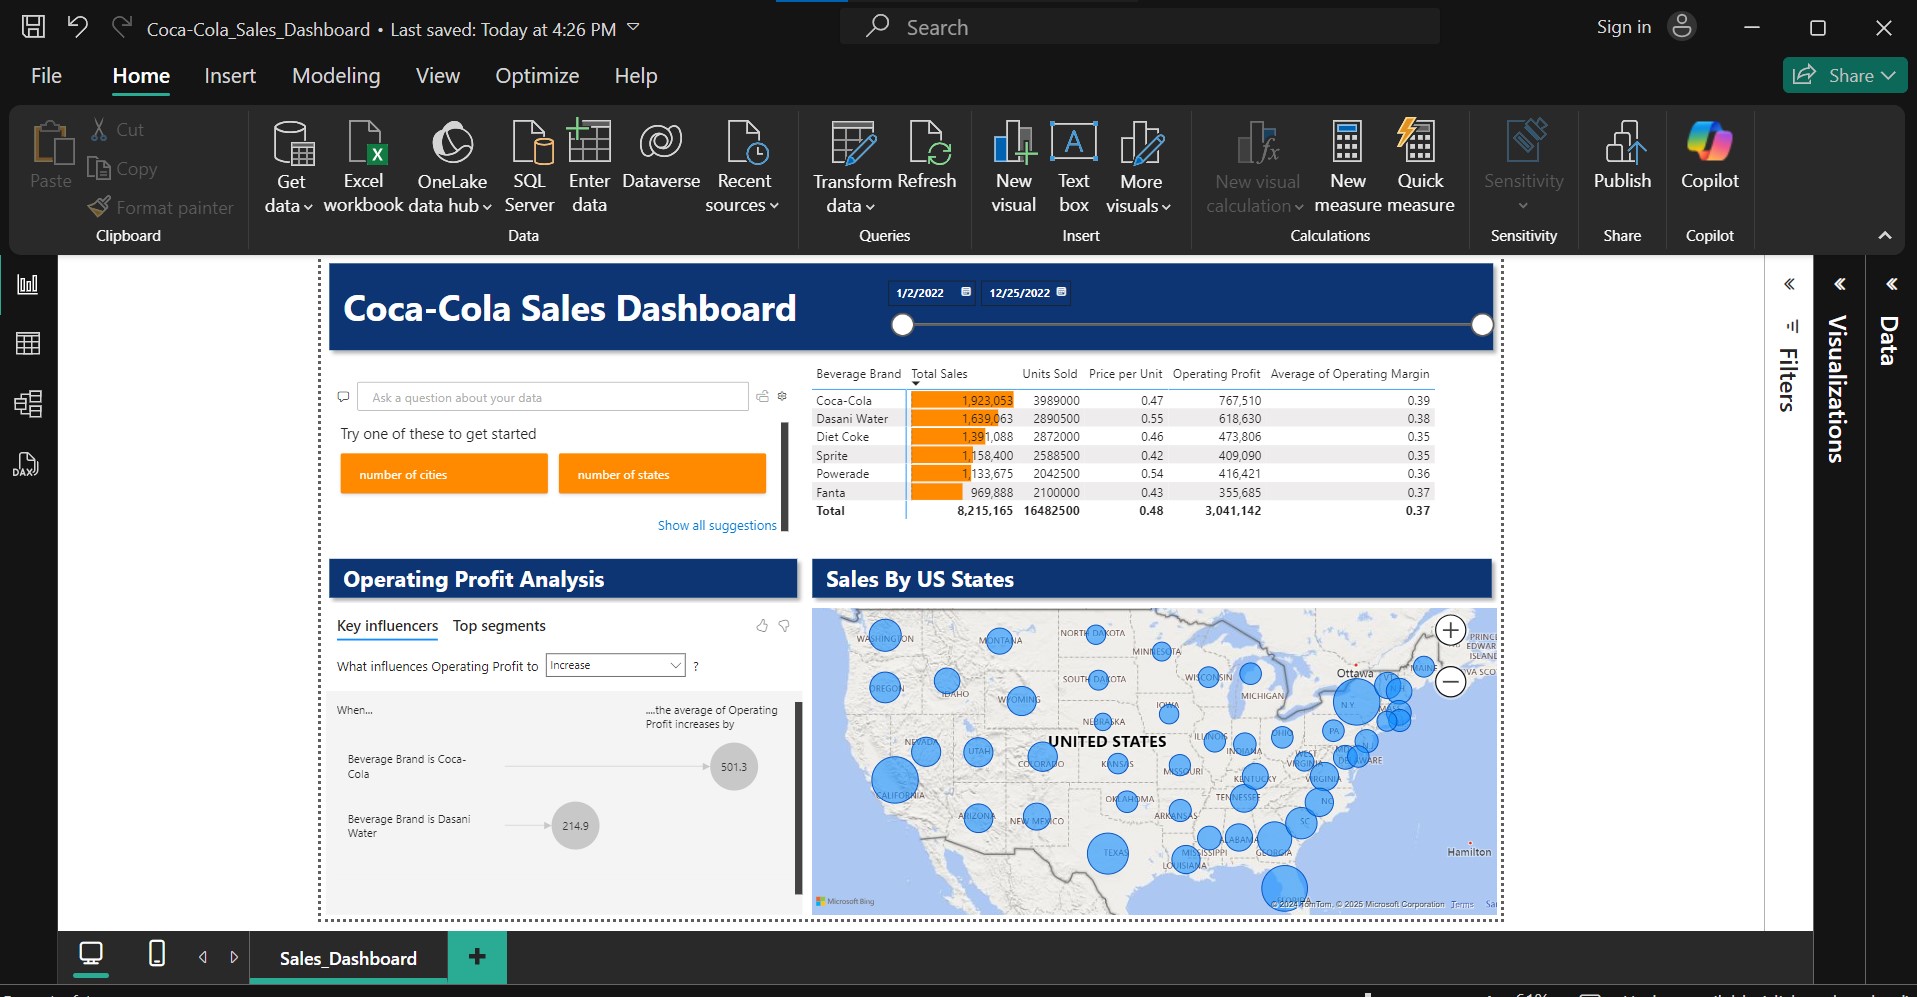 Coca-Cola_Sales_Dashboard • Last saved: Today at 4:26 PM
Search
Sign in
File Home Insert Modeling View Optimize Help
Share
Paste
Cut
Copy
Format painter
Clipboard
Get data
Excel workbook
OneLake data hub
SQL Server
Enter data
Dataverse
Recent sources
Data
Transform data
Refresh
Queries
New visual
Text box
More visuals
Insert
New visual calculation
New measure
Quick measure
Calculations
Sensitivity
Sensitivity
Publish
Share
Copilot
Copilot
DAX
Coca-Cola Sales Dashboard
1/2/2022 12/25/2022
Ask a question about your data
Try one of these to get started
number of cities
number of states
Show all suggestions
Beverage Brand Total Sales Units Sold Price per Unit Operating Profit Average of Operating Margin
Coca-Cola 1,923,053 3989000 0.47 767,510 0.39
Dasani Water 1,639,063 2890500 0.55 618,630 0.38
Diet Coke 1,391,088 2872000 0.46 473,806 0.35
Sprite 1,158,400 2588500 0.42 409,090 0.35
Powerade 1,133,675 2042500 0.54 416,421 0.36
Fanta 969,888 2100000 0.43 355,685 0.37
Total 8,215,165 16482500 0.48 3,041,142 0.37
Operating Profit Analysis
Key influencers Top segments
What influences Operating Profit to Increase ?
When...
....the average of Operating
Profit increases by
Beverage Brand is Coca-
Cola
501.3
Beverage Brand is Dasani
Water
214.9
Sales By US States
WASHINGTON
MONTANA
NORTH DAKOTA
MINNESOTA
OREGON
IDAHO
SOUTH DAKOTA
WISCONSIN
MICHIGAN
Ottawa
MAINE
WYOMING
IOWA
NEBRASKA
N Y
UNITED STATES
NEVADA
UTAH
COLORADO
KANSAS
MISSOURI
ILLINOIS
INDIANA
OHIO
PA
WEST
VIRGINIA
DELAWARE
CALIFORNIA
KENTUCKY
VIRGINIA
OKLAHOMA
TENNESSEE
NC
ARIZONA
NEW MEXICO
ARKANSAS
SC
TEXAS
MISSISSIPPI
ALABAMA
GEORGIA
LOUISIANA
FLORIDA
Hamilton
Microsoft Bing
© 2024 TomTom, © 2025 Microsoft Corporation Terms
Filters
Visualizations
Data
Sales_Dashboard